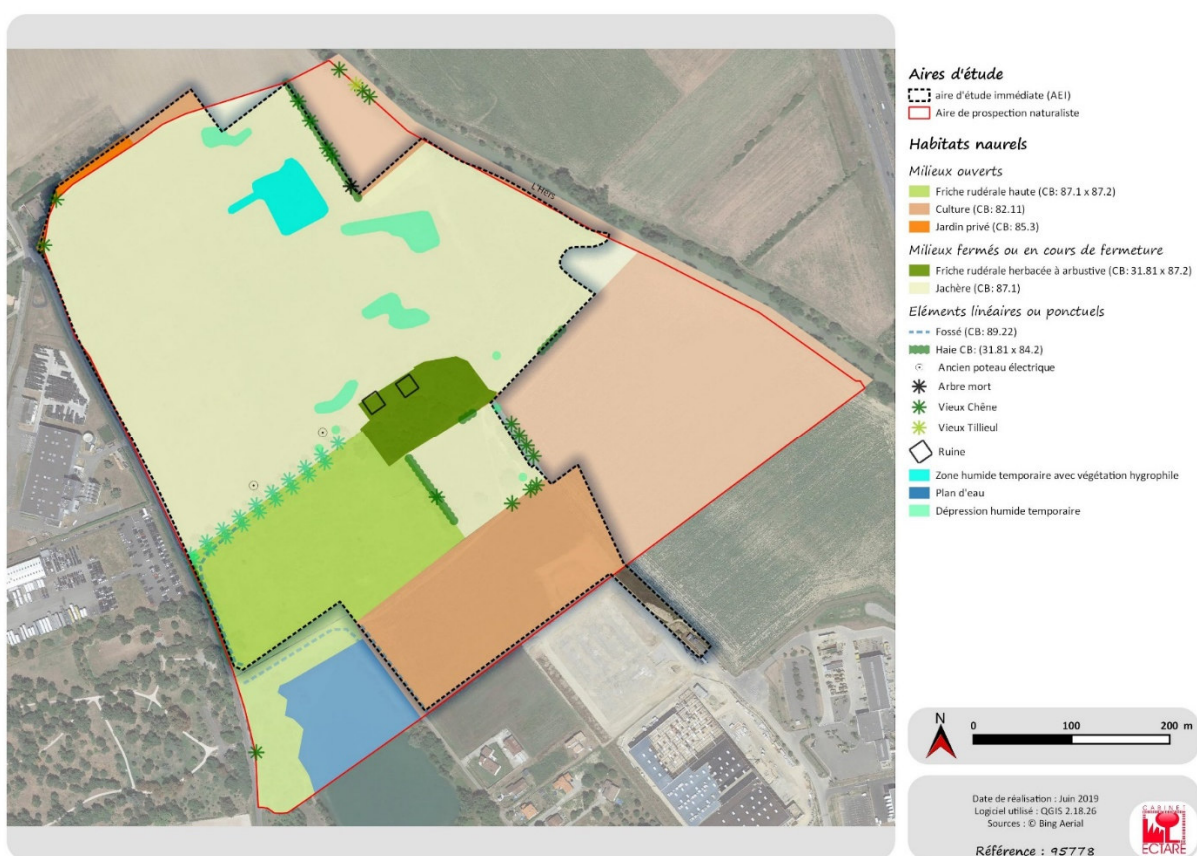 L'Hers
Aires d'étude
aire d'étude immédiate (AEI)
Aire de prospection naturaliste
Habitats naurels
Milieux ouverts
Friche rudérale haute (CB: 87.1 x 87.2)
Culture (CB: 82.11)
Jardin privé (CB: 85.3)
Milieux fermés ou en cours de fermeture
Friche rudérale herbacée à arbustive (CB: 31.81 x 87.2)
Jachère (CB: 87.1)
Eléments linéaires ou ponctuels
Fossé (CB: 89.22)
Haie CB: (31.81 x 84.2)
Ancien poteau électrique
Arbre mort
Vieux Chêne
Vieux Tillieul
Ruine
Zone humide temporaire avec végétation hygrophile
Plan d'eau
Dépression humide temporaire
N
0 100 200 m
Date de réalisation : Juin 2019
Logiciel utilisé : QGIS 2.18.26
Sources : © Bing Aerial
Référence : 95778
CABINET
ECTARE